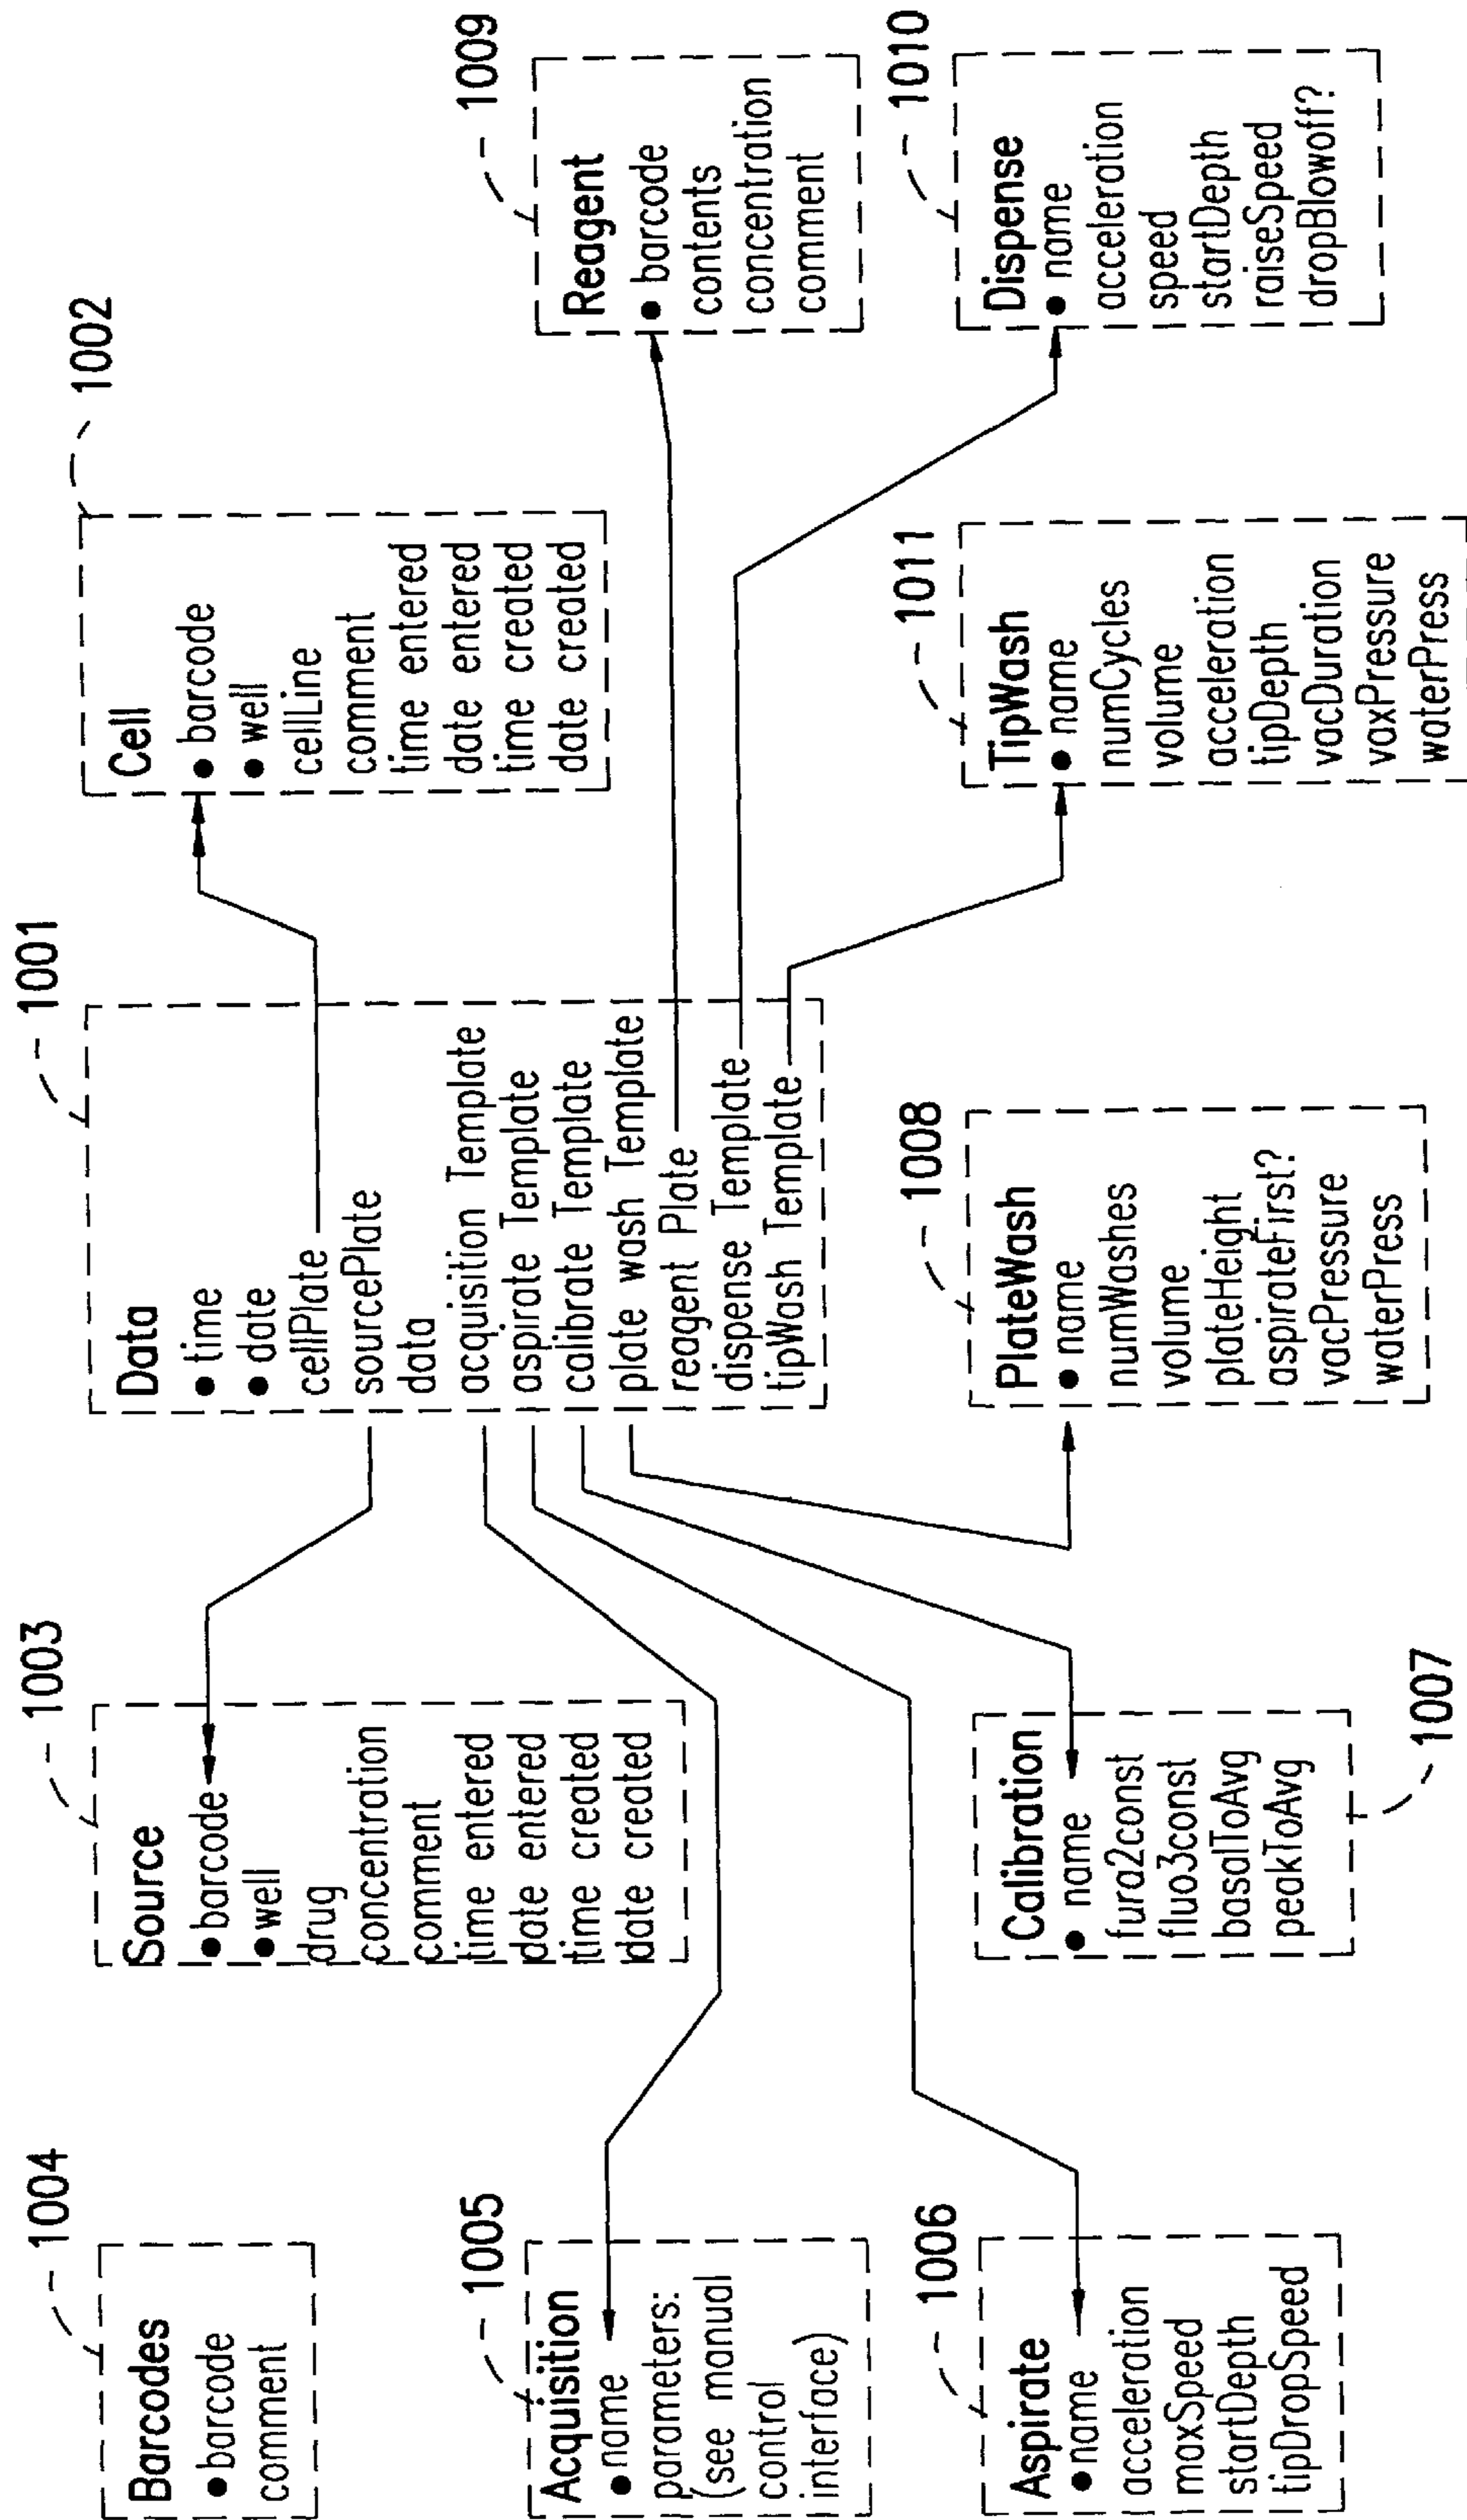 1004
Barcodes
• barcode
comment
1003
Source
• barcode
• well
drug
concentration
comment
time entered
date entered
time created
date created
1001
Data
• time
• date
cellPlate
sourcePlate
data
acquisition Template
aspirate Template
calibrate Template
plate wash Template
reagent Plate
dispense Template
tipWash Template
1002
Cell
• barcode
• well
cellLine
comment
time entered
date entered
time created
date created
1009
Reagent
• barcode
contents
concentration
comment
1005
Acquisition
• name
parameters:
(see manual
control
interface)
1006
Aspirate
• name
acceleration
maxSpeed
startDepth
tipDropSpeed
Calibration
• name
fura2const
fluo3const
basalToAvg
peakToAvg
1007
1008
PlateWash
• name
numWashes
volume
plateHeight
aspirateFirst?
vacPressure
waterPress
1011
TipWash
• name
numCycles
volume
acceleration
tipDepth
vacDuration
vaxPressure
waterPress
1010
Dispense
• name
acceleration
speed
startDepth
raiseSpeed
dropBlowoff?